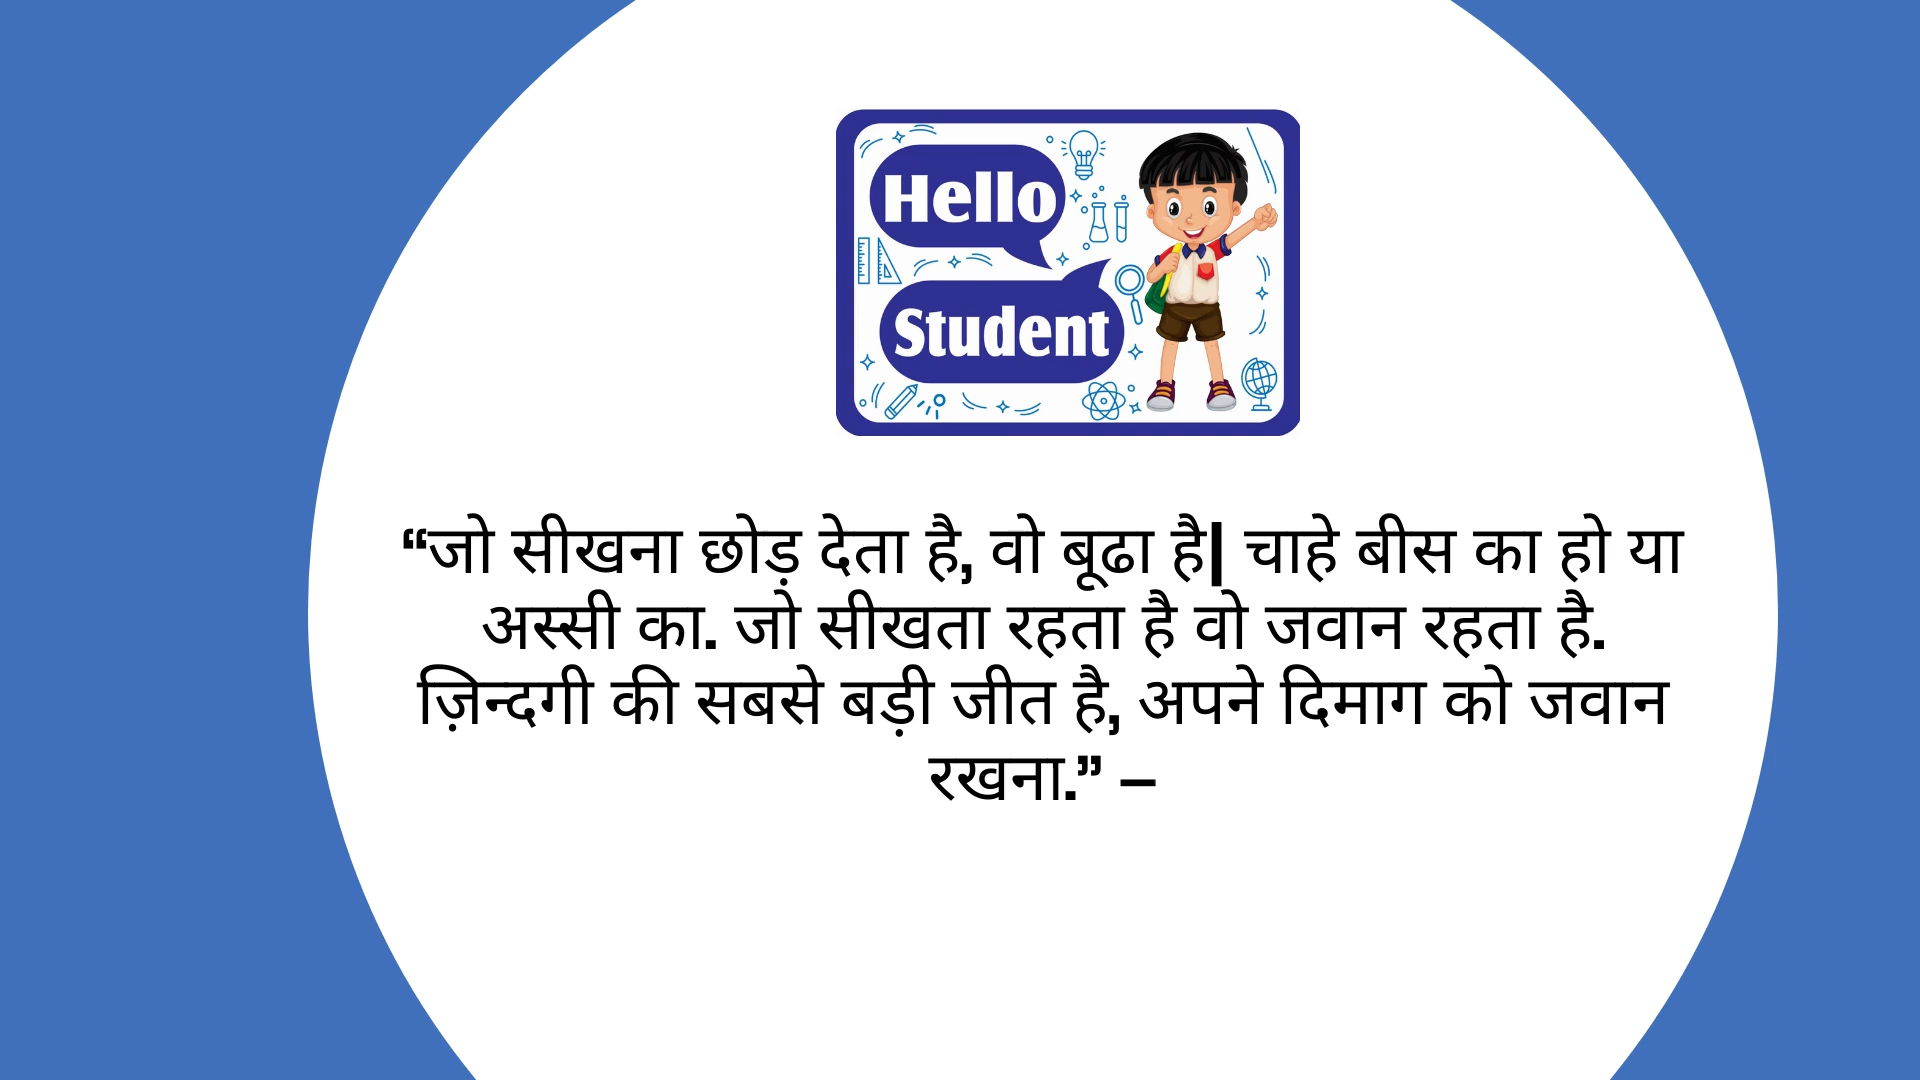 Hello
Student
“जो सीखना छोड़ देता है, वो बूढा है| चाहे बीस का हो या
अस्सी का. जो सीखता रहता है वो जवान रहता है.
ज़िन्दगी की सबसे बड़ी जीत है, अपने दिमाग को जवान
रखना.” –